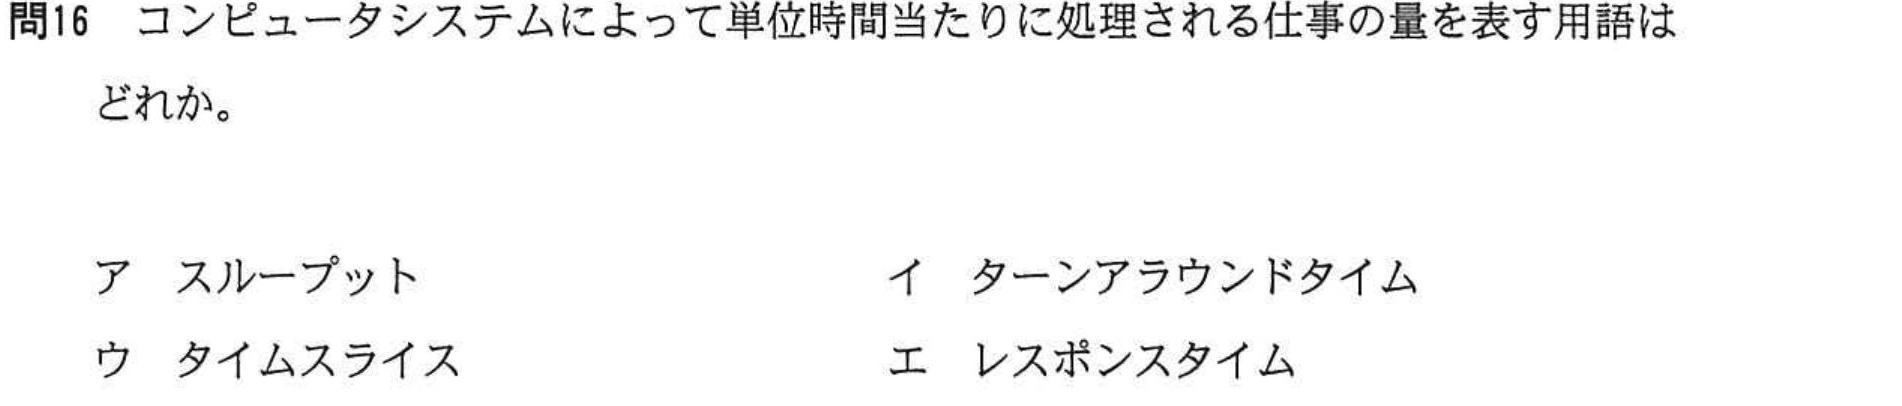 問16　コンピュータシステムによって単位時間当たりに処理される仕事の量を表す用語は
どれか。
ア　スループット　イ　ターンアラウンドタイム
ウ　タイムスライス　エ　レスポンスタイム